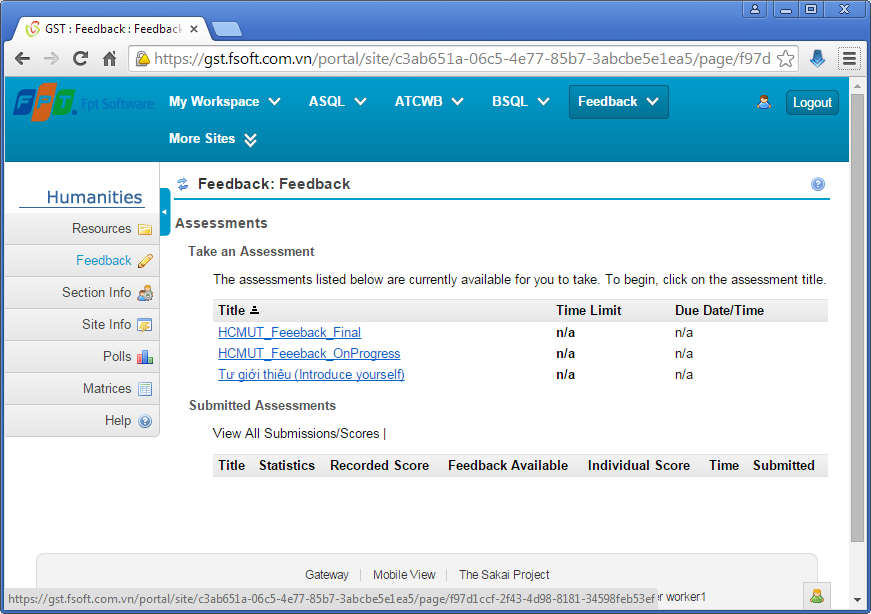 GST : Feedback : Feedback
https://gst.fsoft.com.vn/portal/site/c3ab651a-06c5-4e77-85b7-3abcbe5e1ea5/page/f97d
FPT Fpt Software
My Workspace ASQL ATCWB BSQL Feedback Logout
More Sites
Humanities
Resources
Feedback
Section Info
Site Info
Polls
Matrices
Help
Feedback: Feedback
Assessments
Take an Assessment
The assessments listed below are currently available for you to take. To begin, click on the assessment title.
Title Time Limit Due Date/Time
HCMUT_Feeeback_Final n/a n/a
HCMUT_Feeeback_OnProgress n/a n/a
Tự giới thiệu (Introduce yourself) n/a n/a
Submitted Assessments
View All Submissions/Scores |
Title Statistics Recorded Score Feedback Available Individual Score Time Submitted
Gateway | Mobile View | The Sakai Project
https://gst.fsoft.com.vn/portal/site/c3ab651a-06c5-4e77-85b7-3abcbe5e1ea5/page/f97d1ccf-2f43-4d98-8181-34598feb53ef r worker1